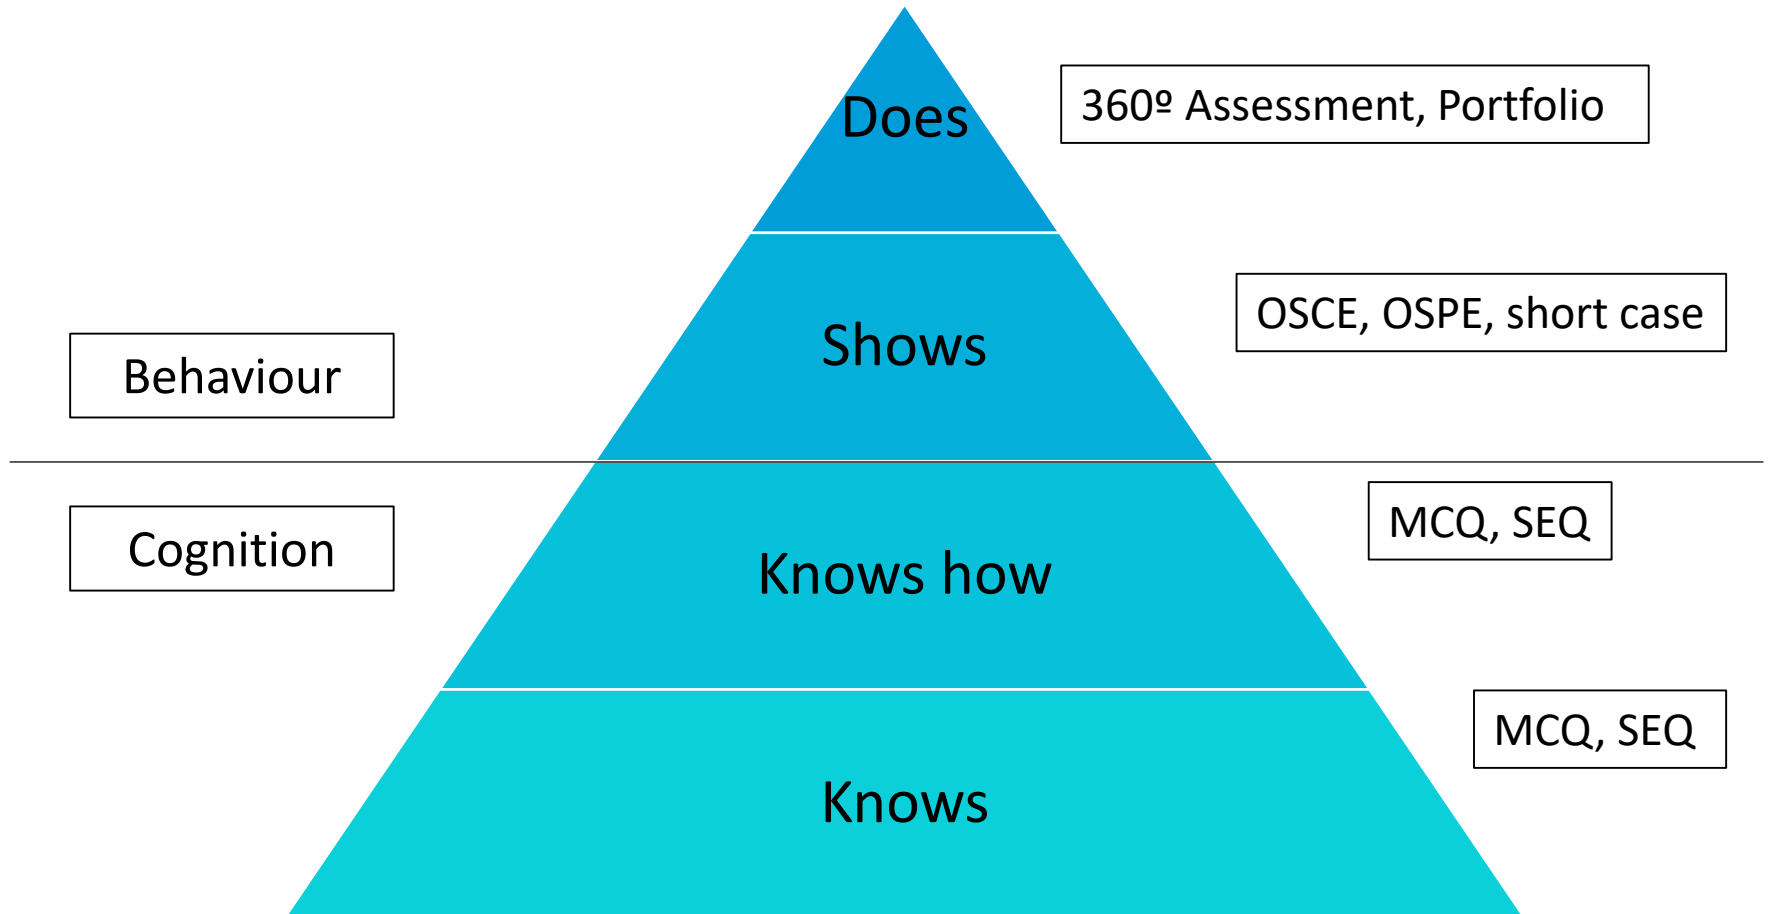 Does
360º Assessment, Portfolio
Shows
OSCE, OSPE, short case
Behaviour
Cognition
Knows how
MCQ, SEQ
Knows
MCQ, SEQ